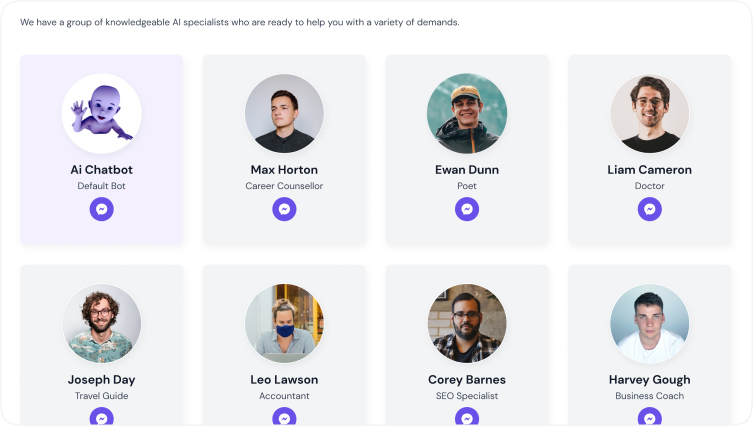 We have a group of knowledgeable AI specialists who are ready to help you with a variety of demands.
Ai Chatbot
Default Bot
Max Horton
Career Counsellor
Ewan Dunn
Poet
Liam Cameron
Doctor
Joseph Day
Travel Guide
Leo Lawson
Accountant
Corey Barnes
SEO Specialist
Harvey Gough
Business Coach